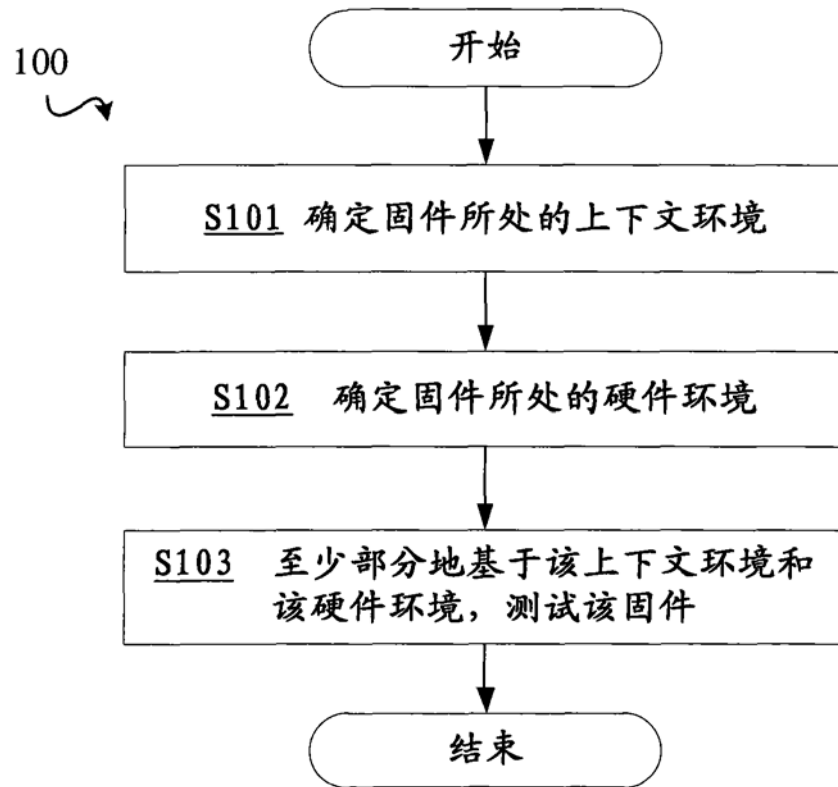 开始
100
S101 确定固件所处的上下文环境
S102 确定固件所处的硬件环境
S103 至少部分地基于该上下文环境和
该硬件环境，测试该固件
结束